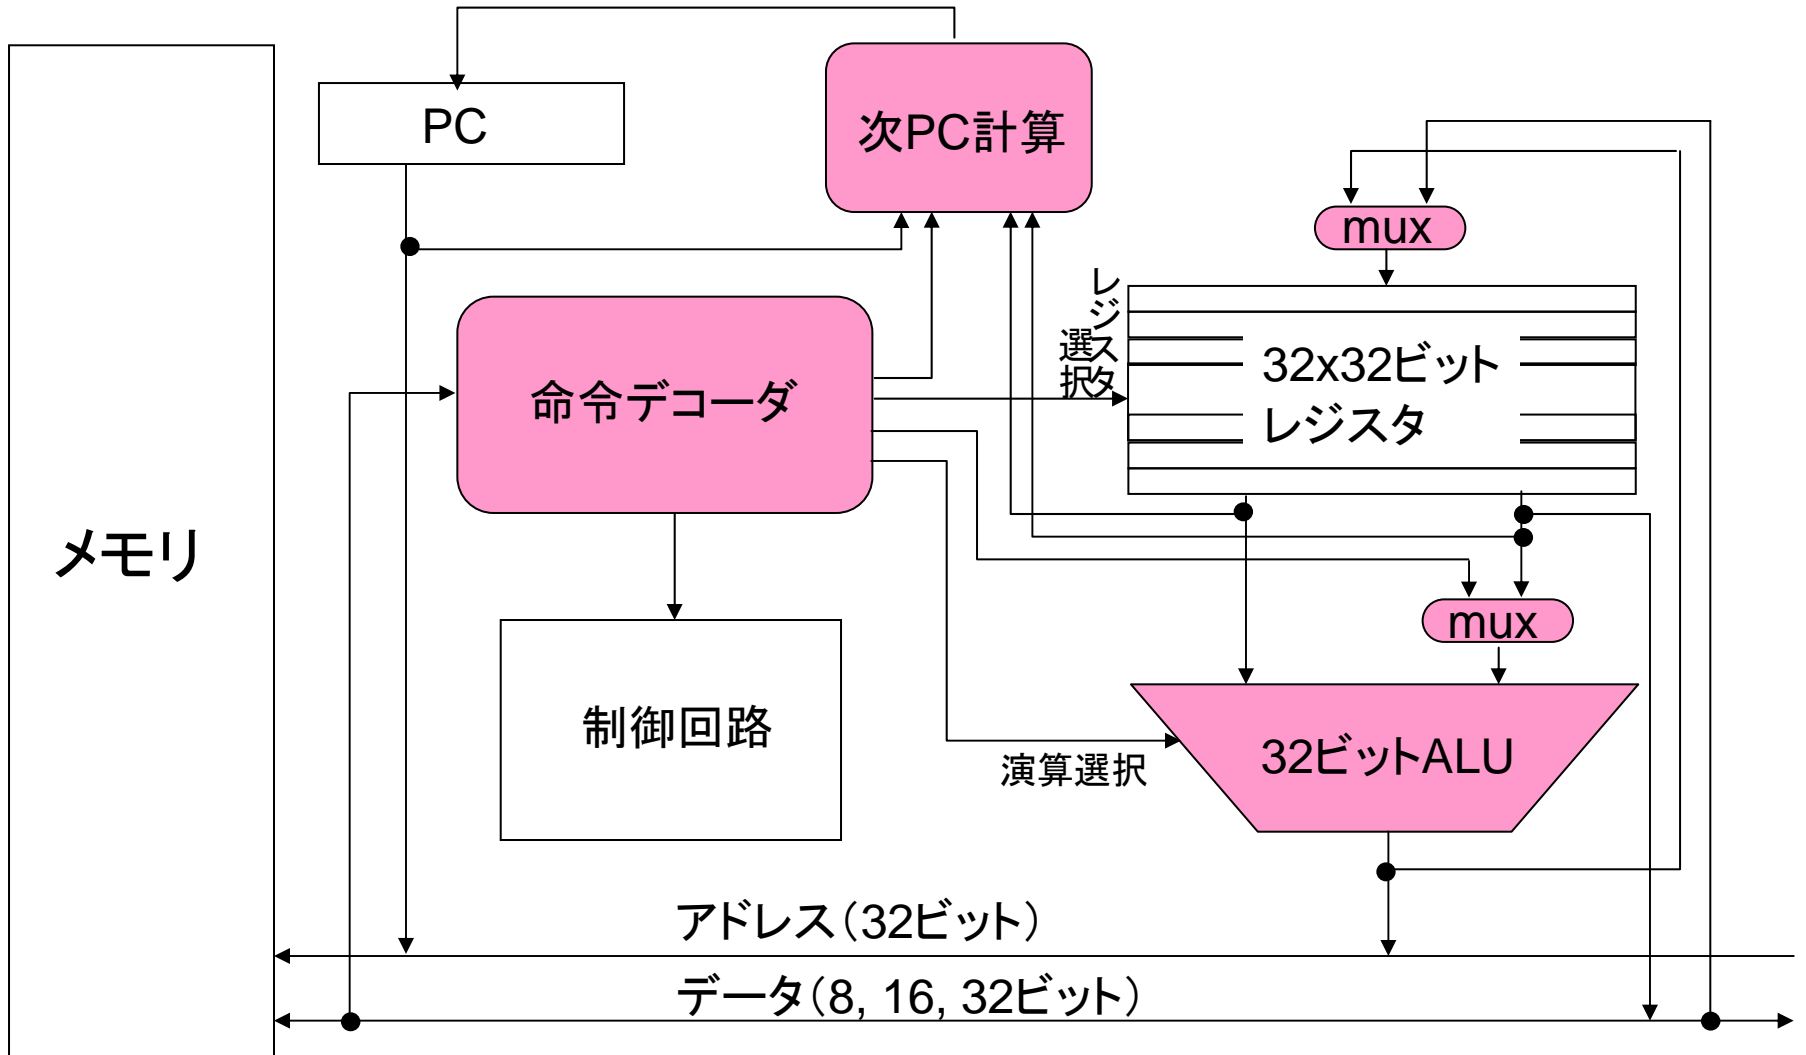 PC
次PC計算
mux
レジスタ
選択
32x32ビット
レジスタ
命令デコーダ
メモリ
mux
制御回路
演算選択
32ビットALU
アドレス(32ビット)
データ(8, 16, 32ビット)